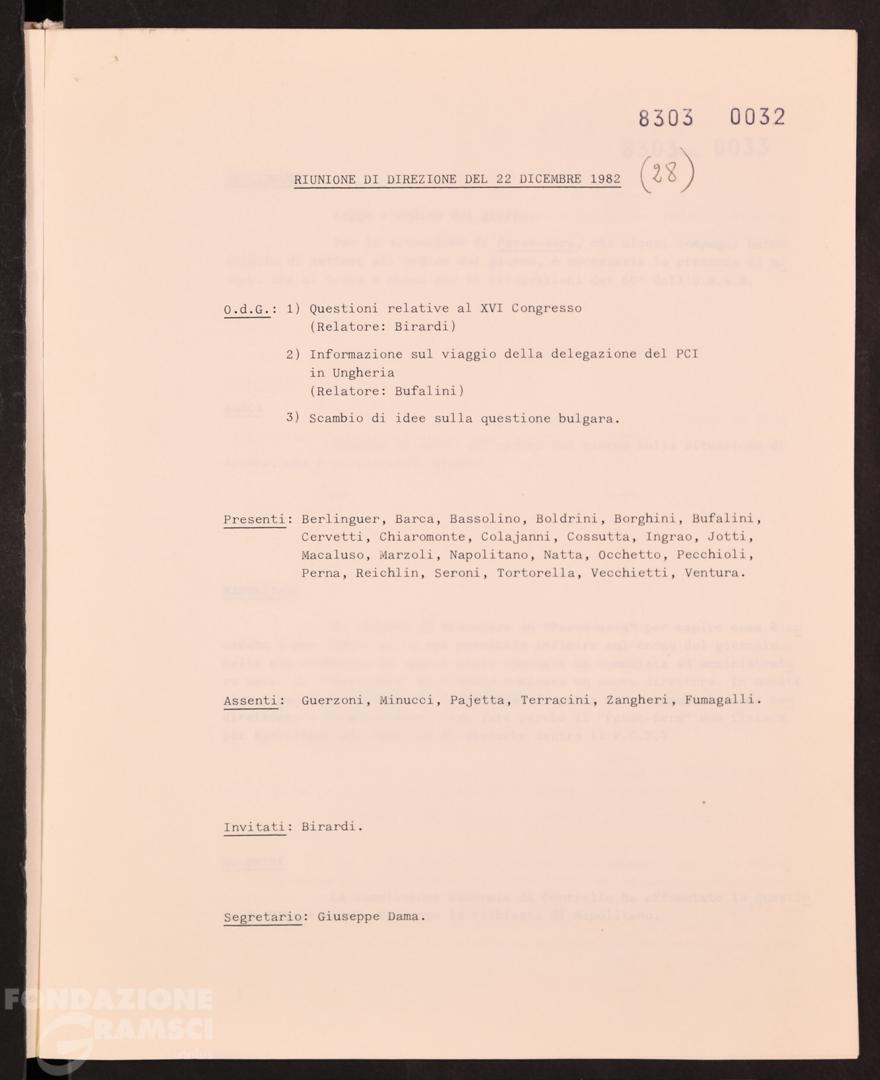 8303 0032
RIUNIONE DI DIREZIONE DEL 22 DICEMBRE 1982 (28)
O.d.G.: 1) Questioni relative al XVI Congresso
(Relatore: Birardi)
2) Informazione sul viaggio della delegazione del PCI
in Ungheria
(Relatore: Bufalini)
3) Scambio di idee sulla questione bulgara.
Presenti: Berlinguer, Barca, Bassolino, Boldrini, Borghini, Bufalini,
Cervetti, Chiaromonte, Colajanni, Cossutta, Ingrao, Jotti,
Macaluso, Marzoli, Napolitano, Natta, Occhetto, Pecchioli,
Perna, Reichlin, Seroni, Tortorella, Vecchietti, Ventura.
Assenti: Guerzoni, Minucci, Pajetta, Terracini, Zangheri, Fumagalli.
Invitati: Birardi.
Segretario: Giuseppe Dama.
FONDAZIONE
GRAMSCI